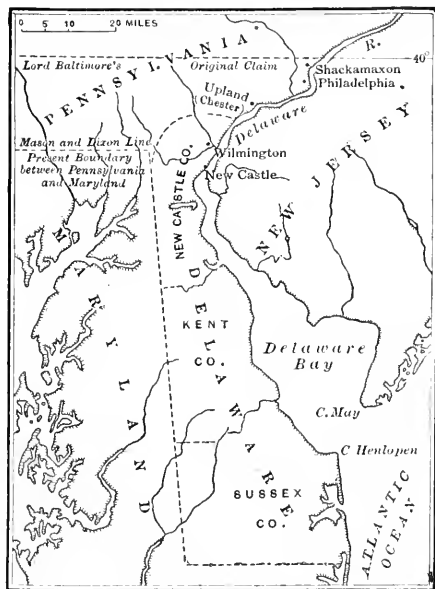 0 5 10 20 MILES
PENNSYLVANIA
R.
40°
Lord Baltimore's Original Claim
Shackamaxon
Philadelphia
Upland
(Chester)
Delaware
Mason and Dixon Line
Present Boundary
between Pennsylvania
and Maryland
Wilmington
New Castle
NEW JERSEY
NEW CASTLE CO.
MARYLAND
DELAWARE
KENT
CO.
Delaware
Bay
C. May
C. Henlopen
SUSSEX
CO.
ATLANTIC
OCEAN